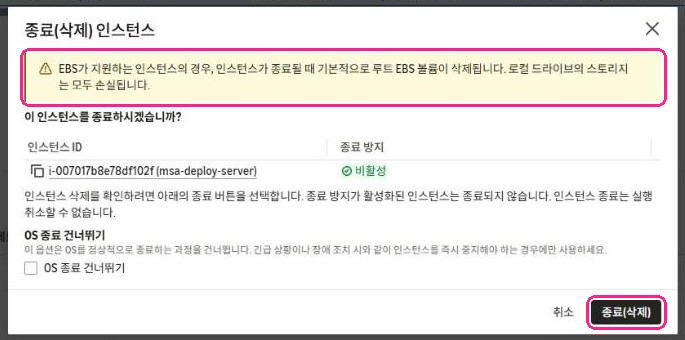 종료(삭제) 인스턴스
EBS가 지원하는 인스턴스의 경우, 인스턴스가 종료될 때 기본적으로 루트 EBS 볼륨이 삭제됩니다. 로컬 드라이브의 스토리지
는 모두 손실됩니다.
이 인스턴스를 종료하시겠습니까?
인스턴스 ID
종료 방지
i-007017b8e78df102f (msa-deploy-server)
비활성
인스턴스 삭제를 확인하려면 아래의 종료 버튼을 선택합니다. 종료 방지가 활성화된 인스턴스는 종료되지 않습니다. 인스턴스 종료는 실행
취소할 수 없습니다.
OS 종료 건너뛰기
이 옵션은 OS를 정상적으로 종료하는 과정을 건너뜁니다. 긴급 상황이나 장애 조치 시와 같이 인스턴스를 즉시 중지해야 하는 경우에만 사용하세요.
OS 종료 건너뛰기
취소
종료(삭제)